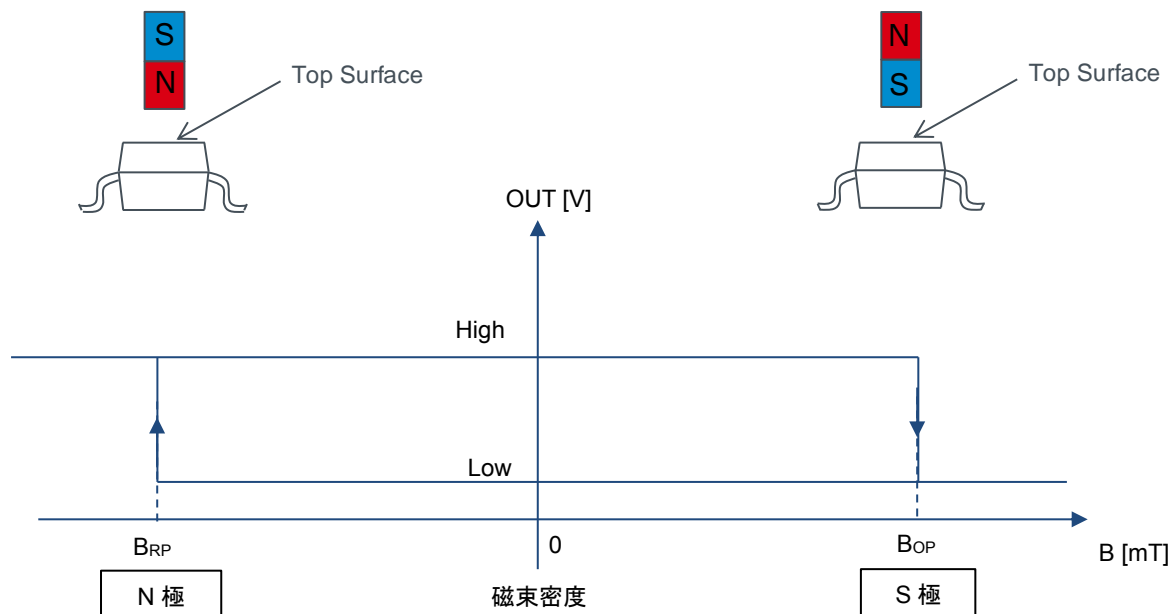 S
N
N
S
Top Surface
Top Surface
OUT [V]
High
Low
BRP
0
BOP
B [mT]
N 極
磁束密度
S 極